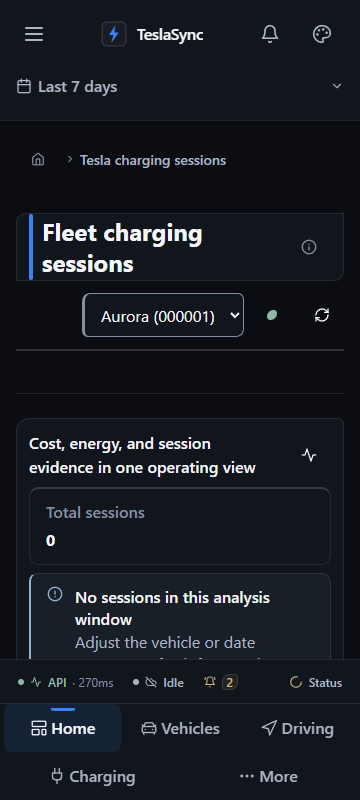 TeslaSync
Last 7 days
Tesla charging sessions
Fleet charging
sessions
Aurora (000001)
Cost, energy, and session
evidence in one operating view
Total sessions
0
No sessions in this analysis
window
Adjust the vehicle or date
API · 270ms
Idle
2
Status
Home
Vehicles
Driving
Charging
More